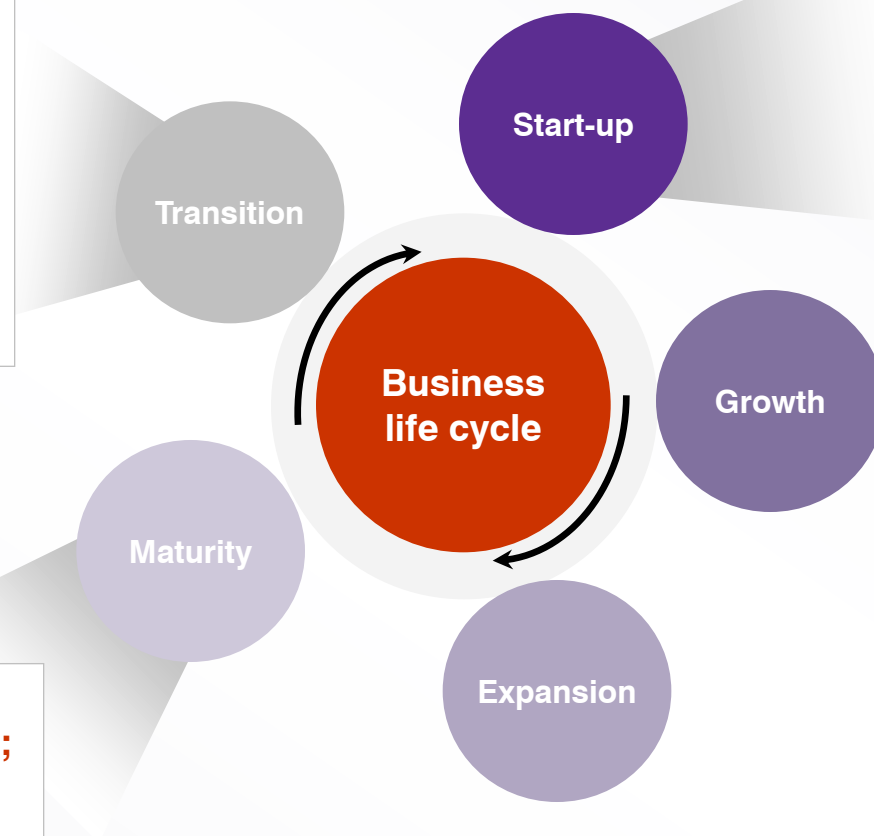 Start-up
Transition
Business
life cycle
Growth
Maturity
Expansion
;